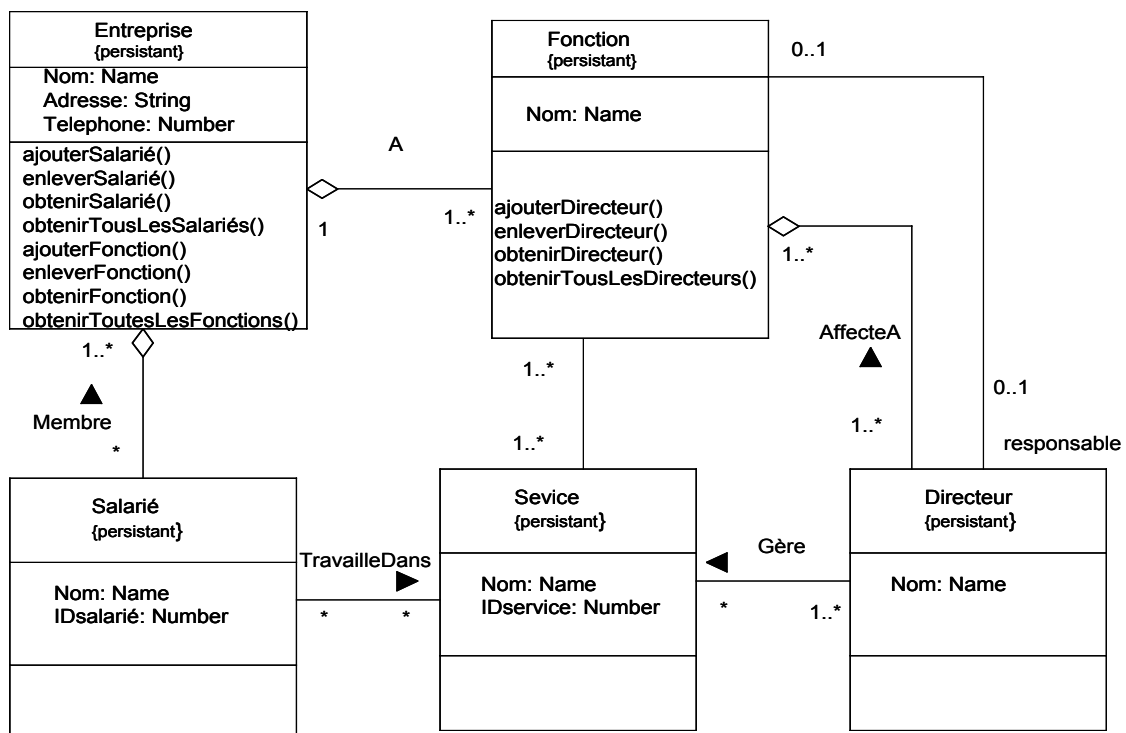 Entreprise
{persistant}
Nom: Name
Adresse: String
Telephone: Number
ajouterSalarié()
enleverSalarié()
obtenirSalarié()
obtenirTousLesSalariés()
ajouterFonction()
enleverFonction()
obtenirFonction()
obtenirToutesLesFonctions()
A
1
1..*
Fonction
{persistant}
Nom: Name
ajouterDirecteur()
enleverDirecteur()
obtenirDirecteur()
obtenirTousLesDirecteurs()
0..1
1..*
AffecteA
1..*
0..1
responsable
1..*
Membre
*
1..*
1..*
Salarié
{persistant}
Nom: Name
IDsalarié: Number
TravailleDans
*
*
Sevice
{persistant}
Nom: Name
IDservice: Number
Gère
*
1..*
Directeur
{persistant}
Nom: Name